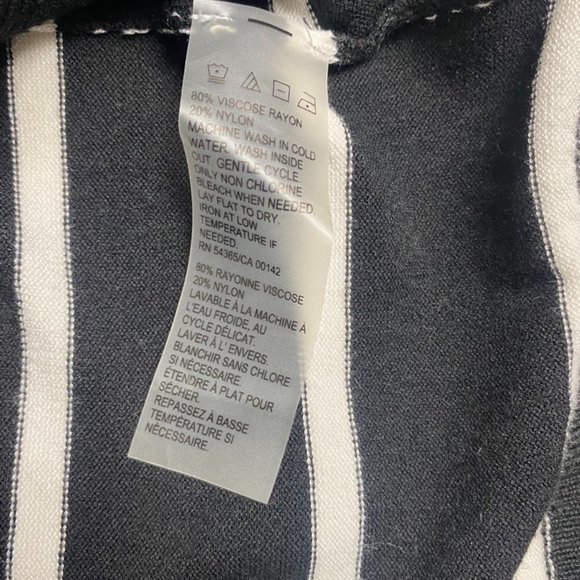 80% VISCOSE RAYON
20% NYLON
MACHINE WASH IN COLD
WATER. WASH INSIDE
OUT. GENTLE CYCLE.
ONLY NON CHLORINE
BLEACH WHEN NEEDED.
LAY FLAT TO DRY.
IRON AT LOW
TEMPERATURE IF
NEEDED.
RN 54385/CA 00142
80% RAYONNE VISCOSE
20% NYLON
LAVABLE À LA MACHINE À
L'EAU FROIDE, AU
CYCLE DÉLICAT.
LAVER À L' ENVERS
BLANCHIR SANS CHLORE
SI NÉCESSAIRE.
ÉTENDRE À PLAT POUR
SÉCHER.
REPASSEZ À BASSE
TEMPÉRATURE SI
NÉCESSAIRE.